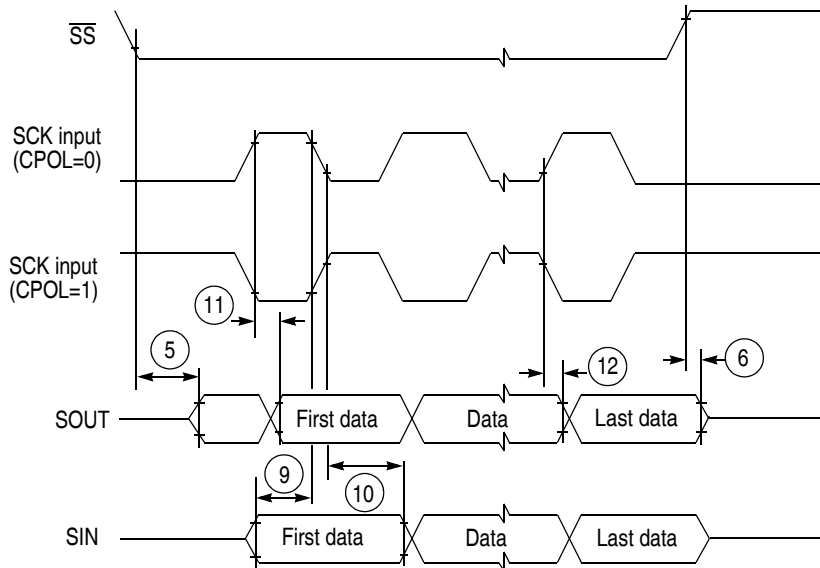 SS
SCK input
(CPOL=0)
SCK input
(CPOL=1)
11
5
12
6
SOUT
First data
Data
Last data
9
10
SIN
First data
Data
Last data